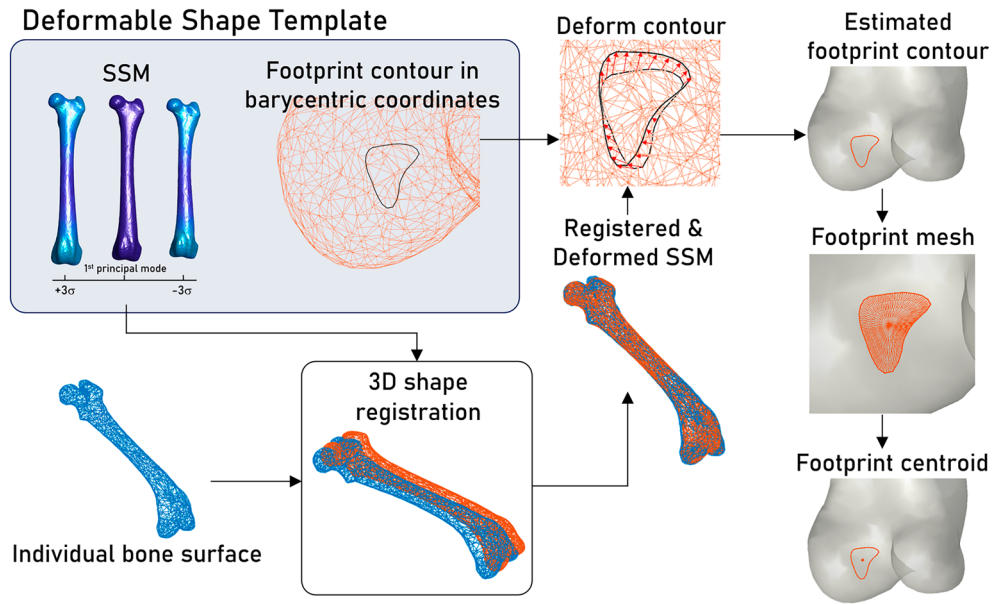 Deformable Shape Template
SSM
Footprint contour in
barycentric coordinates
1st principal mode
+3σ
-3σ
Deform contour
Estimated
footprint contour
Registered &
Deformed SSM
Footprint mesh
3D shape
registration
Individual bone surface
Footprint centroid